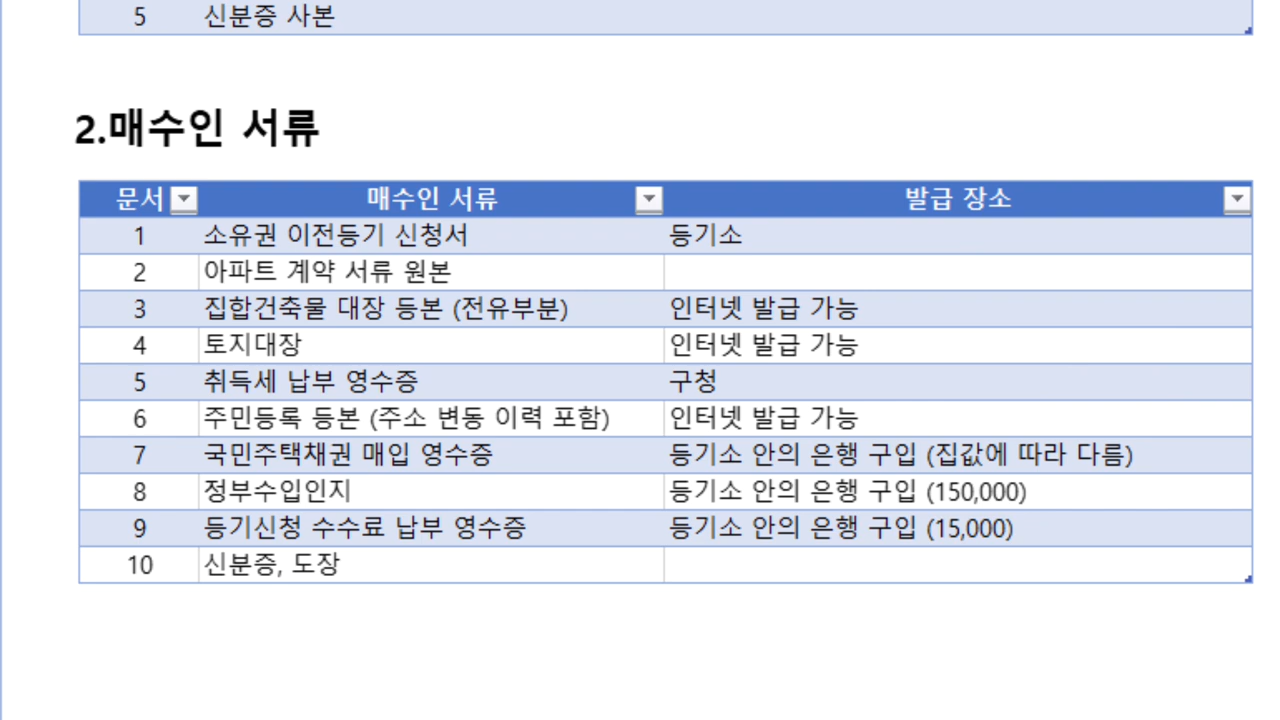 5 신분증 사본
2.매수인 서류
문서 매수인 서류 발급 장소
1 소유권 이전등기 신청서 등기소
2 아파트 계약 서류 원본
3 집합건축물 대장 등본 (전유부분) 인터넷 발급 가능
4 토지대장 인터넷 발급 가능
5 취득세 납부 영수증 구청
6 주민등록 등본 (주소 변동 이력 포함) 인터넷 발급 가능
7 국민주택채권 매입 영수증 등기소 안의 은행 구입 (집값에 따라 다름)
8 정부수입인지 등기소 안의 은행 구입 (150,000)
9 등기신청 수수료 납부 영수증 등기소 안의 은행 구입 (15,000)
10 신분증, 도장